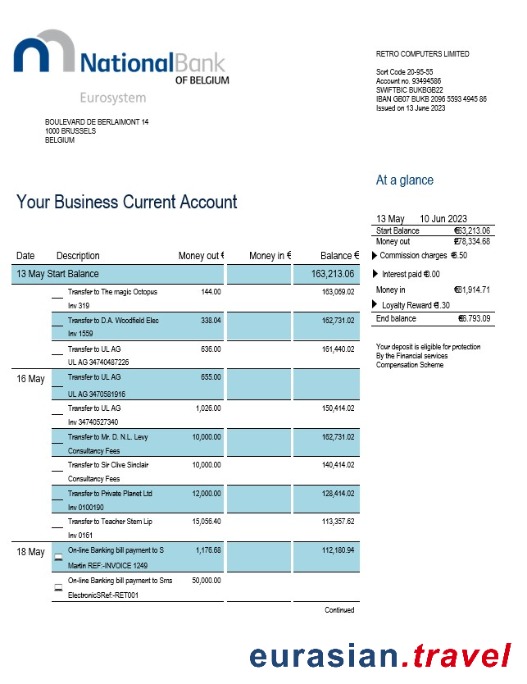 NationalBank
OF BELGIUM
Eurosystem
BOULEVARD DE BERLAIMONT 14
1000 BRUSSELS
BELGIUM
RETRO COMPUTERS LIMITED
Sort Code 20-95-55
Account no. 93494586
SWIFTBIC BUKBGB22
IBAN GB07 BUKB 2096 5593 4945 86
Issued on 13 June 2023
At a glance
13 May 10 Jun 2023
Start Balance €63,213.06
Money out €78,334.68
Commission charges €6.50
Interest paid €0.00
Money in €31,914.71
Loyalty Reward €1.30
End balance €6.793.09
Your deposit is eligible for protection
By the Financial services
Compensation Scheme
Your Business Current Account
Date Description Money out € Money in € Balance €
13 May Start Balance 163,213.06
Transfer to The magic Octopus 144.00 163,069.02
Inv 319
Transfer to D.A. Woodfield Elec 338.04 162,731.02
Inv 1559
Transfer to UL AG 636.00 161,440.02
UL AG 34740487226
16 May Transfer to UL AG 655.00
UL AG 3470581916
Transfer to UL AG 1,026.00 150,414.02
Inv 34740527340
Transfer to Mr. D. N.L. Levy 10,000.00 162,731.02
Consultancy Fees
Transfer to Sir Clive Sinclair 10,000.00 140,414.02
Consultancy Fees
Transfer to Private Planet Ltd 12,000.00 128,414.02
Inv 0100190
Transfer to Teacher Stem Lip 15,056.40 113,357.62
Inv 0161
18 May On-line Banking bill payment to S 1,176.68 112,180.94
Martin REF:-INVOICE 1249
On-line Banking bill payment to Sms 50,000.00
ElectronicSRef:-RET001
Continued
eurasian.travel